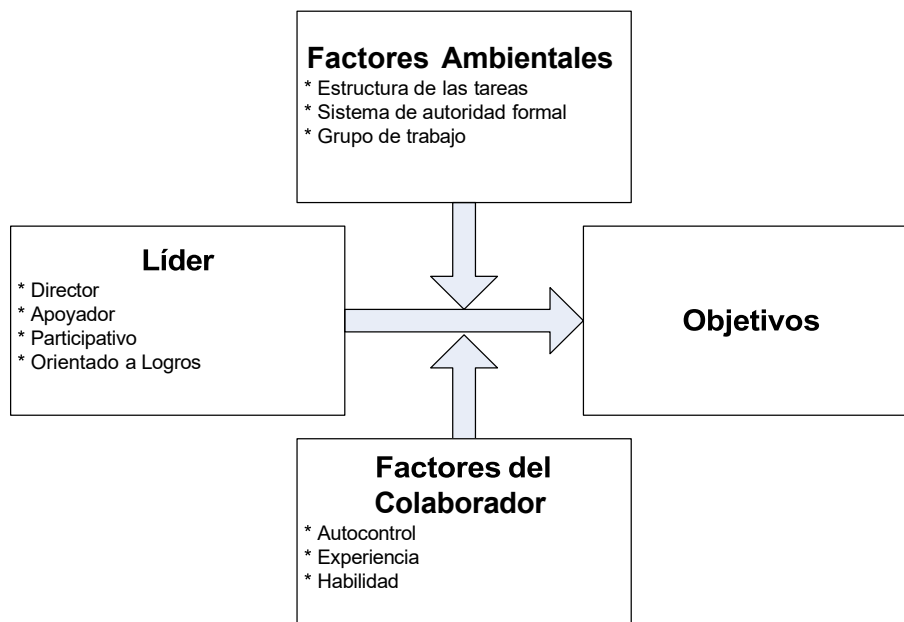 Factores Ambientales
* Estructura de las tareas
* Sistema de autoridad formal
* Grupo de trabajo
Líder
* Director
* Apoyador
* Participativo
* Orientado a Logros
Objetivos
Factores del
Colaborador
* Autocontrol
* Experiencia
* Habilidad